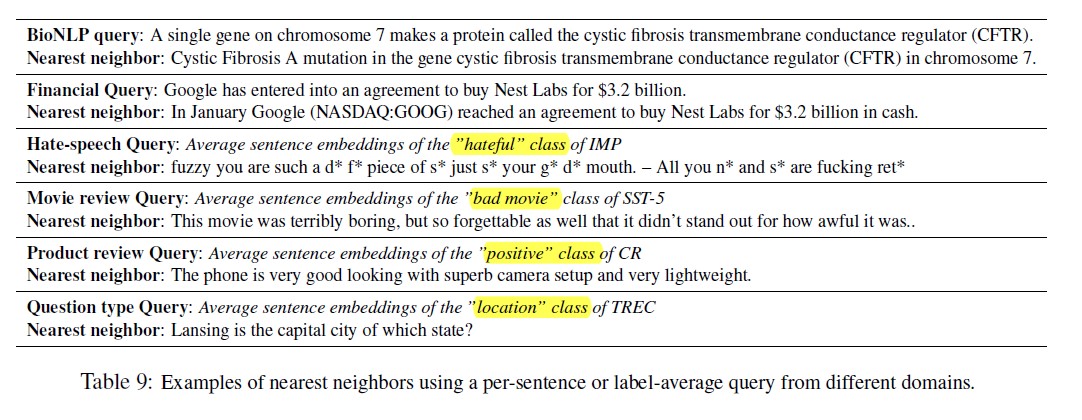 BioNLP query: A single gene on chromosome 7 makes a protein called the cystic fibrosis transmembrane conductance regulator (CFTR).
Nearest neighbor: Cystic Fibrosis A mutation in the gene cystic fibrosis transmembrane conductance regulator (CFTR) in chromosome 7.
Financial Query: Google has entered into an agreement to buy Nest Labs for $3.2 billion.
Nearest neighbor: In January Google (NASDAQ:GOOG) reached an agreement to buy Nest Labs for $3.2 billion in cash.
Hate-speech Query: Average sentence embeddings of the ”hateful” class of IMP
Nearest neighbor: fuzzy you are such a d* f* piece of s* just s* your g* d* mouth. – All you n* and s* are fucking ret*
Movie review Query: Average sentence embeddings of the ”bad movie” class of SST-5
Nearest neighbor: This movie was terribly boring, but so forgettable as well that it didn’t stand out for how awful it was..
Product review Query: Average sentence embeddings of the ”positive” class of CR
Nearest neighbor: The phone is very good looking with superb camera setup and very lightweight.
Question type Query: Average sentence embeddings of the ”location” class of TREC
Nearest neighbor: Lansing is the capital city of which state?
Table 9: Examples of nearest neighbors using a per-sentence or label-average query from different domains.